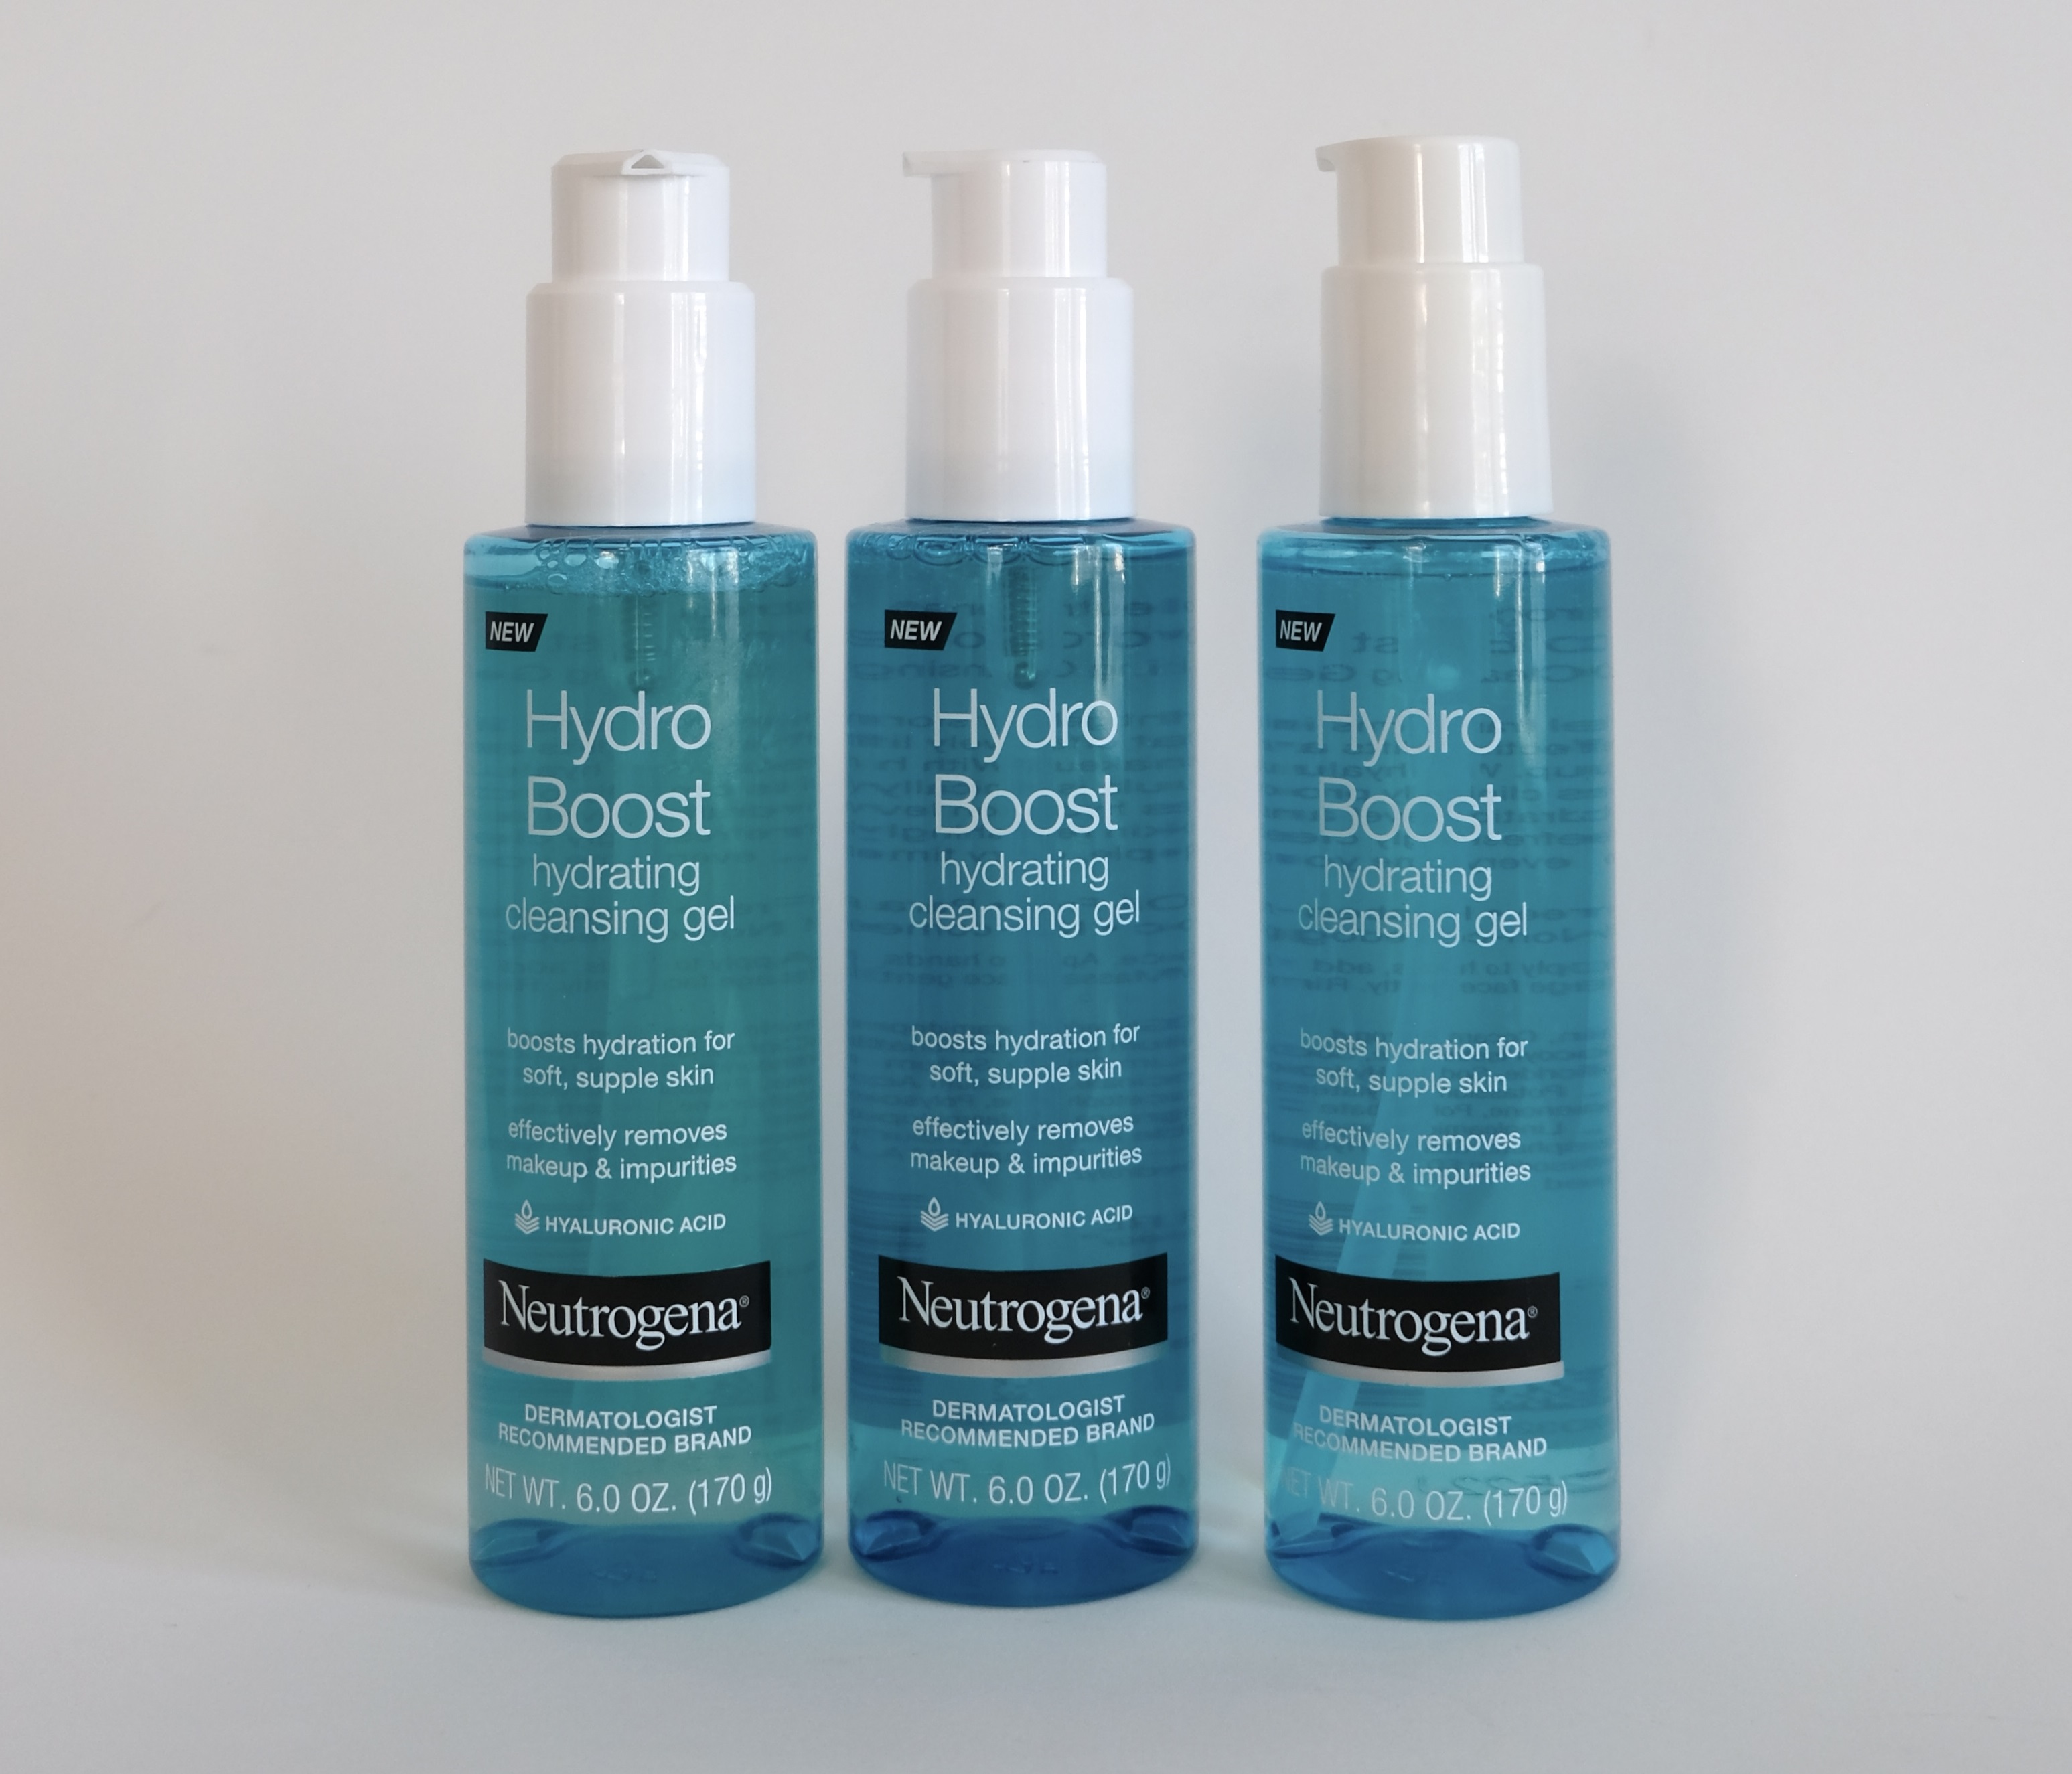 NEW
Hydro
Boost
hydrating
cleansing gel
boosts hydration for
soft, supple skin
effectively removes
makeup & impurities
HYALURONIC ACID
Neutrogena®
DERMATOLOGIST
RECOMMENDED BRAND
NET WT. 6.0 OZ. (170 g)
NEW
Hydro
Boost
hydrating
cleansing gel
boosts hydration for
soft, supple skin
effectively removes
makeup & impurities
HYALURONIC ACID
Neutrogena®
DERMATOLOGIST
RECOMMENDED BRAND
NET WT. 6.0 OZ. (170 g)
NEW
Hydro
Boost
hydrating
cleansing gel
boosts hydration for
soft, supple skin
effectively removes
makeup & impurities
HYALURONIC ACID
Neutrogena®
DERMATOLOGIST
RECOMMENDED BRAND
NET WT. 6.0 OZ. (170 g)